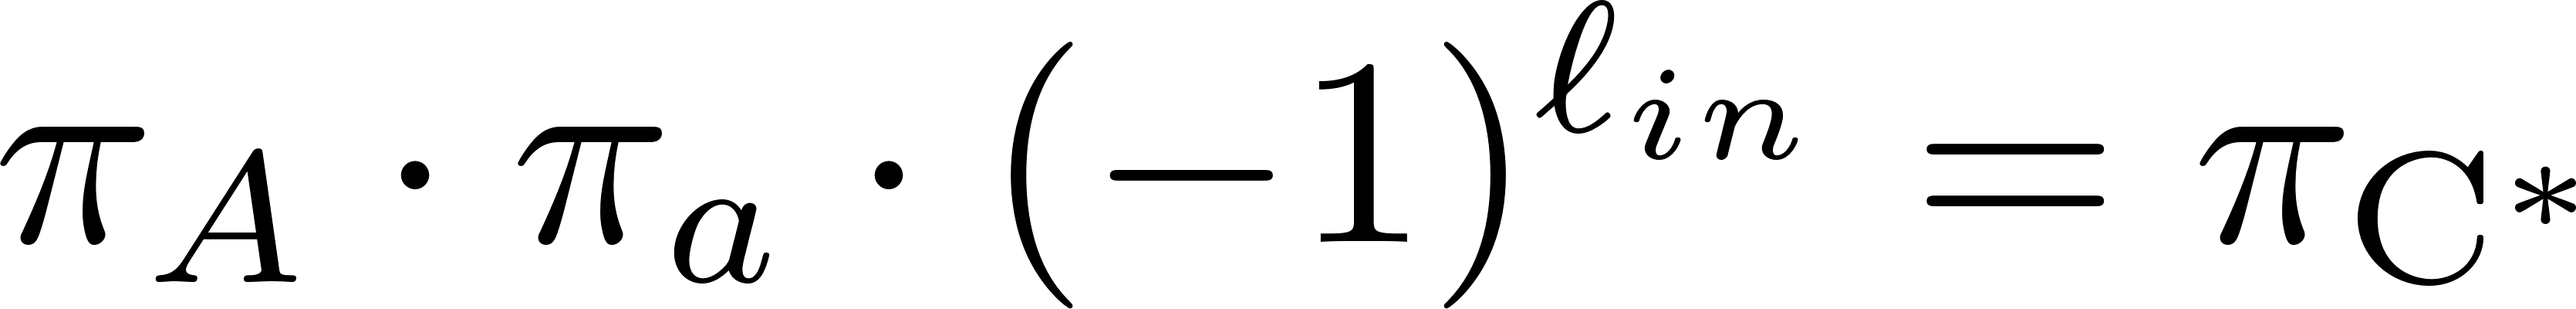 π_A · π_a · (−1)^{ℓ_{in}} = π_{C*}